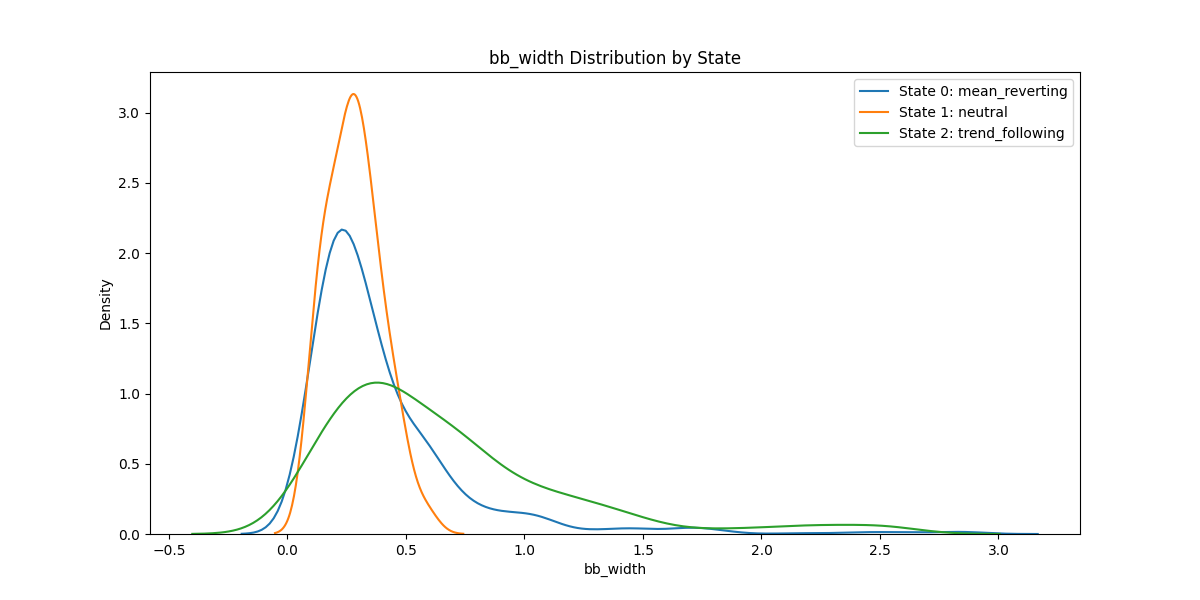 bb_width Distribution by State
State 0: mean_reverting
State 1: neutral
State 2: trend_following
Density
3.0
2.5
2.0
1.5
1.0
0.5
0.0
−0.5 0.0 0.5 1.0 1.5 2.0 2.5 3.0
bb_width